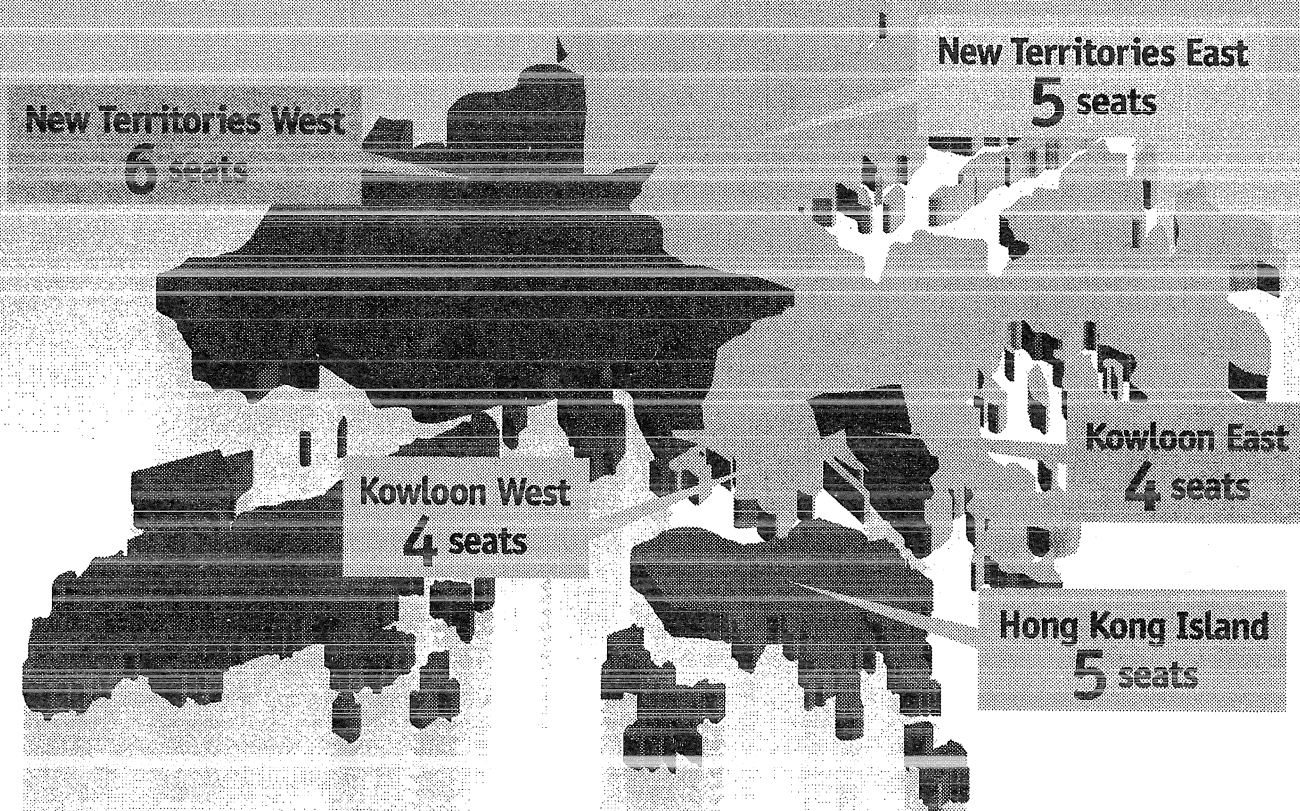 New Territories East
5 seats
New Territories West
6 seats
Kowloon East
4 seats
Kowloon West
4 seats
Hong Kong Island
5 seats